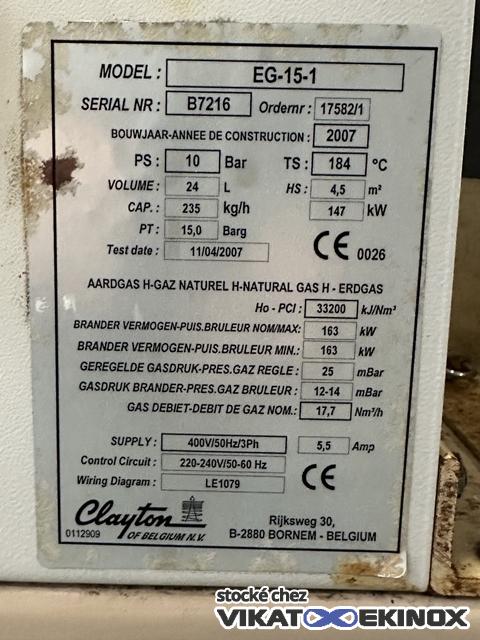 MODEL : EG-15-1
SERIAL NR : B7216 Ordernr : 17582/1
BOUWJAAR-ANNEE DE CONSTRUCTION : 2007
PS : 10 Bar TS : 184 °C
VOLUME : 24 L HS : 4,5 m²
CAP. : 235 kg/h 147 kW
PT : 15,0 Barg
Test date : 11/04/2007 CE 0026
AARDGAS H-GAZ NATUREL H-NATURAL GAS H - ERDGAS
Ho - PCI : 33200 kJ/Nm³
BRANDER VERMOGEN-PUIS.BRULEUR NOM/MAX: 163 kW
BRANDER VERMOGEN-PUIS.BRULEUR MIN.: 163 kW
GEREGELDE GASDRUK-PRES.GAZ REGLE : 25 mBar
GASDRUK BRANDER-PRES.GAZ BRULEUR : 12-14 mBar
GAS DEBIET-DEBIT DE GAZ NOM.: 17,7 Nm³/h
SUPPLY : 400V/50Hz/3Ph 5,5 Amp
Control Circuit : 220-240V/50-60 Hz
Wiring Diagram : LE1079 CE
Clayton
OF BELGIUM N.V.
0112909
Rijksweg 30,
B-2880 BORNEM - BELGIUM
stocké chez
VIKAT EKINOX